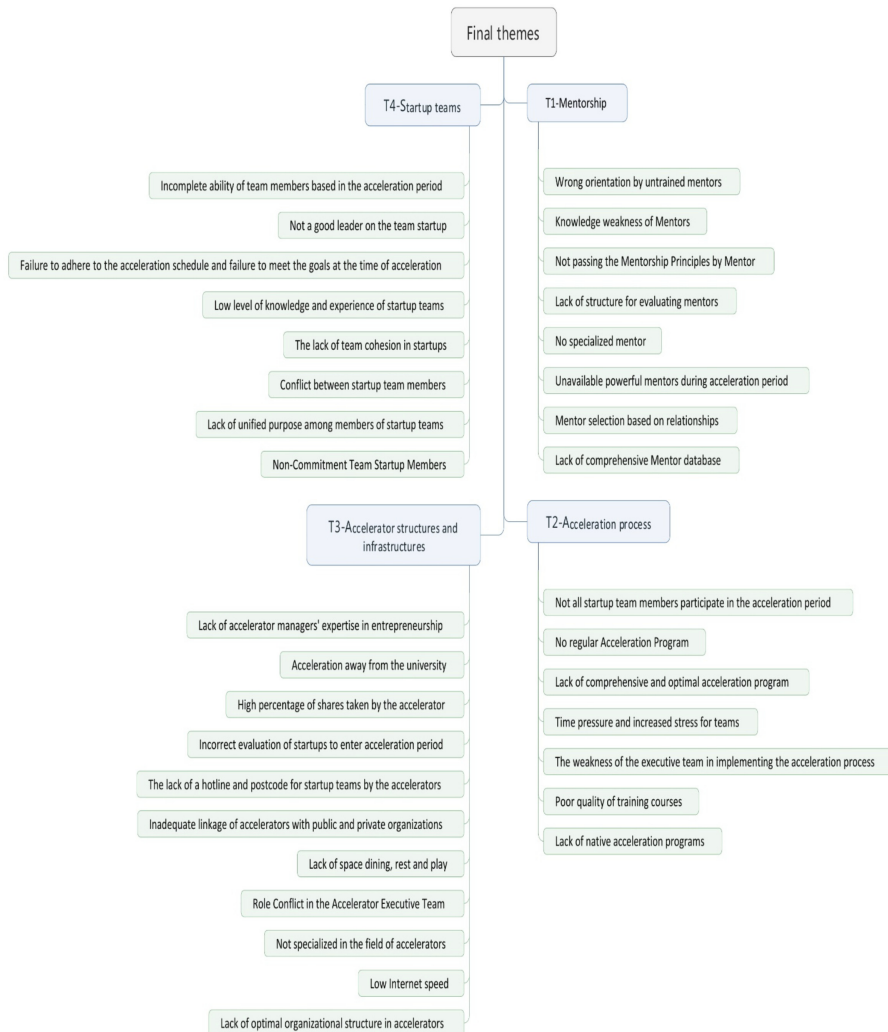 Final themes
T4-Startup teams
Incomplete ability of team members based in the acceleration period
Not a good leader on the team startup
Failure to adhere to the acceleration schedule and failure to meet the goals at the time of acceleration
Low level of knowledge and experience of startup teams
The lack of team cohesion in startups
Conflict between startup team members
Lack of unified purpose among members of startup teams
Non-Commitment Team Startup Members
T1-Mentorship
Wrong orientation by untrained mentors
Knowledge weakness of Mentors
Not passing the Mentorship Principles by Mentor
Lack of structure for evaluating mentors
No specialized mentor
Unavailable powerful mentors during acceleration period
Mentor selection based on relationships
Lack of comprehensive Mentor database
T3-Accelerator structures and
infrastructures
Lack of accelerator managers' expertise in entrepreneurship
Acceleration away from the university
High percentage of shares taken by the accelerator
Incorrect evaluation of startups to enter acceleration period
The lack of a hotline and postcode for startup teams by the accelerators
Inadequate linkage of accelerators with public and private organizations
Lack of space dining, rest and play
Role Conflict in the Accelerator Executive Team
Not specialized in the field of accelerators
Low Internet speed
Lack of optimal organizational structure in accelerators
T2-Acceleration process
Not all startup team members participate in the acceleration period
No regular Acceleration Program
Lack of comprehensive and optimal acceleration program
Time pressure and increased stress for teams
The weakness of the executive team in implementing the acceleration process
Poor quality of training courses
Lack of native acceleration programs